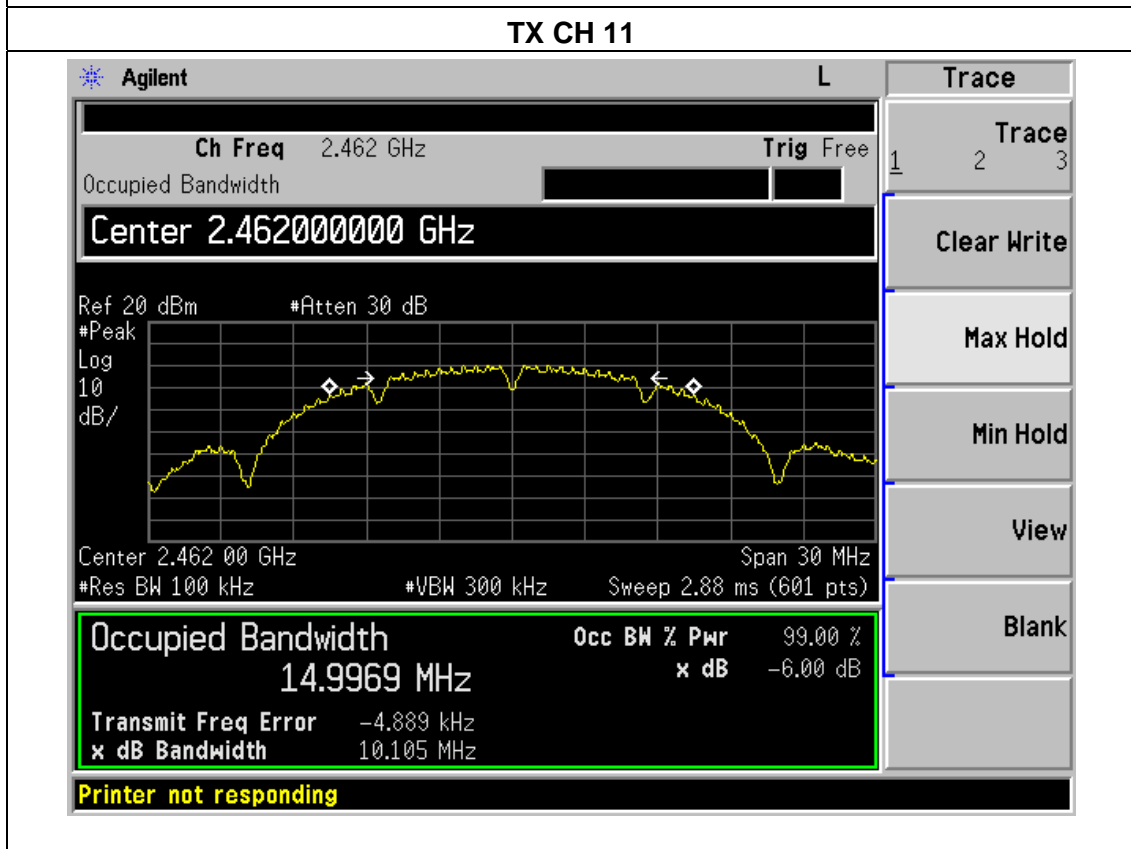 TX CH 11
Agilent L
Trace
Ch Freq 2.462 GHz Trig Free
Occupied Bandwidth
Center 2.462000000 GHz
Ref 20 dBm #Atten 30 dB
#Peak
Log
10
dB/
Center 2.462 00 GHz Span 30 MHz
#Res BW 100 kHz #VBW 300 kHz Sweep 2.88 ms (601 pts)
Occupied Bandwidth Occ BW % Pwr 99.00 %
14.9969 MHz x dB -6.00 dB
Transmit Freq Error -4.889 kHz
x dB Bandwidth 10.105 MHz
Printer not responding
Trace
1 2 3
Clear Write
Max Hold
Min Hold
View
Blank